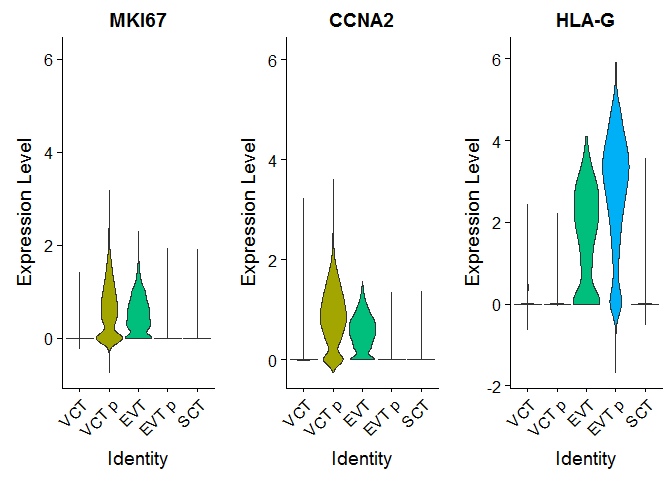 MKI67 CCNA2 HLA-G
Expression Level
6
4
2
0
VCT
VCT p
EVT
EVT p
SCT
Identity
Expression Level
6
4
2
0
VCT
VCT p
EVT
EVT p
SCT
Identity
Expression Level
6
4
2
0
-2
VCT
VCT p
EVT
EVT p
SCT
Identity